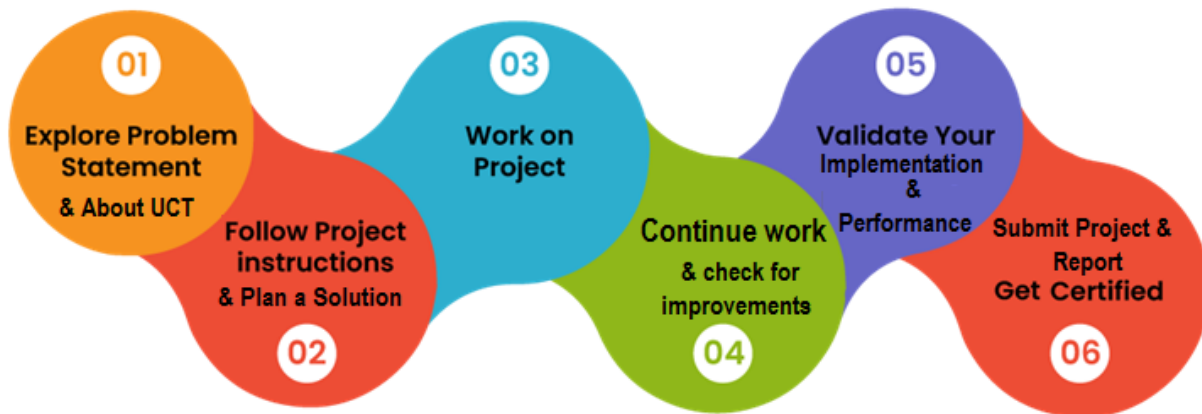 01
Explore Problem
Statement
& About UCT
Follow Project
instructions
& Plan a Solution
02
03
Work on
Project
Continue work
& check for
improvements
04
05
Validate Your
Implementation
&
Performance
Submit Project &
Report
Get Certified
06